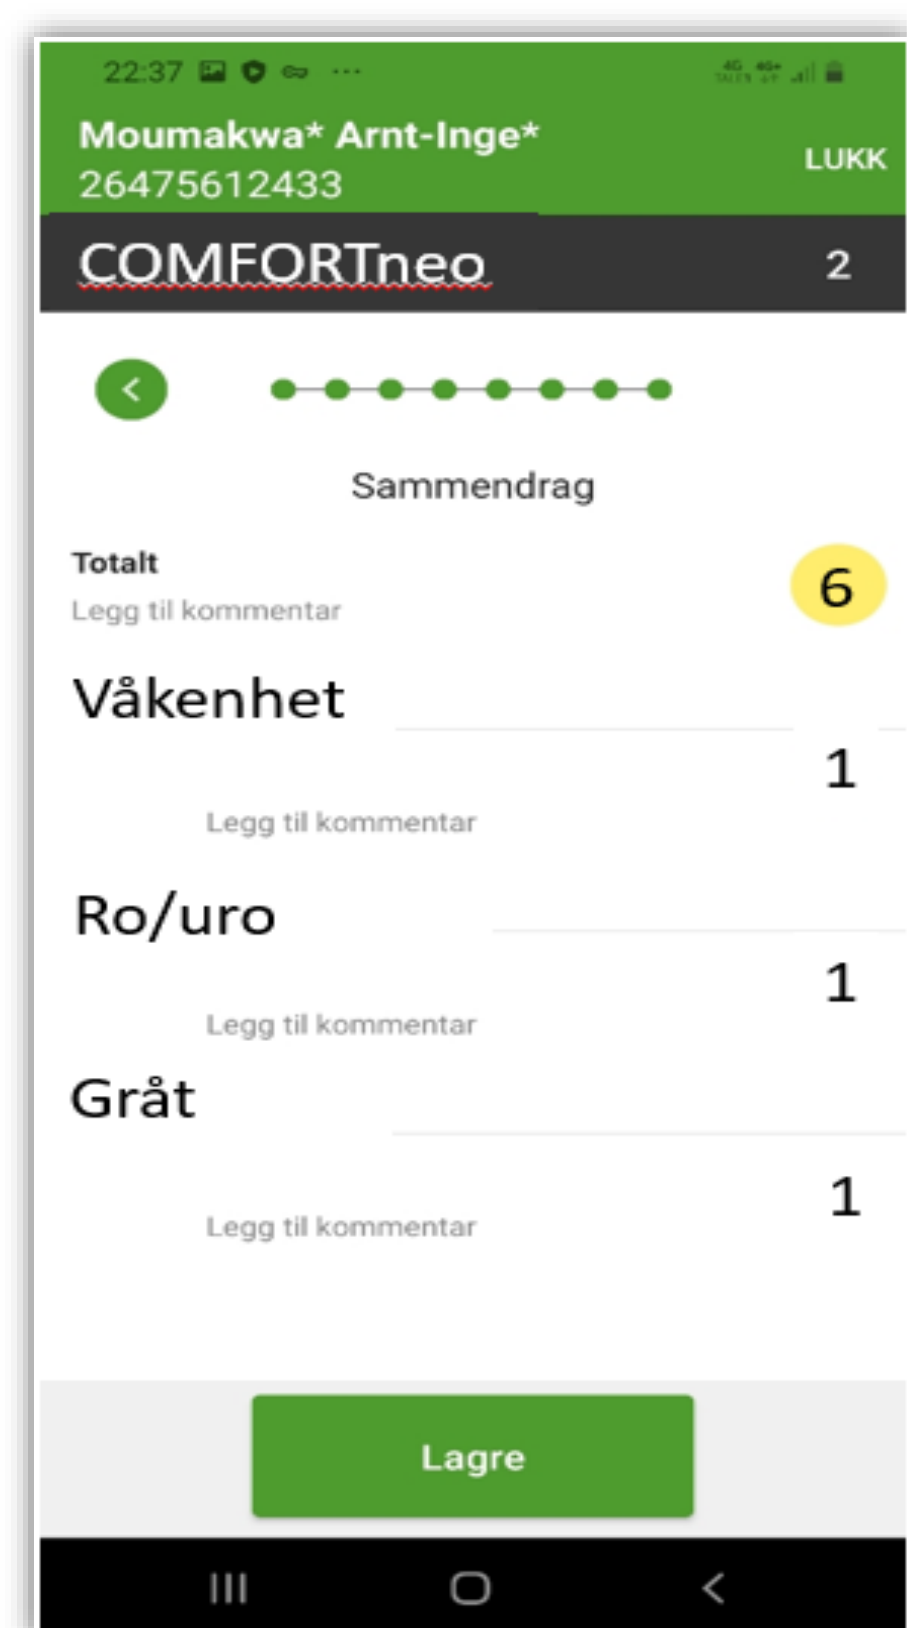 22:37
Moumakwa* Arnt-Inge*
LUKK
26475612433
COMFORTneo 2
Sammendrag
Totalt
6
Legg til kommentar
Våkenhet
1
Legg til kommentar
Ro/uro
1
Legg til kommentar
Gråt
1
Legg til kommentar
Lagre